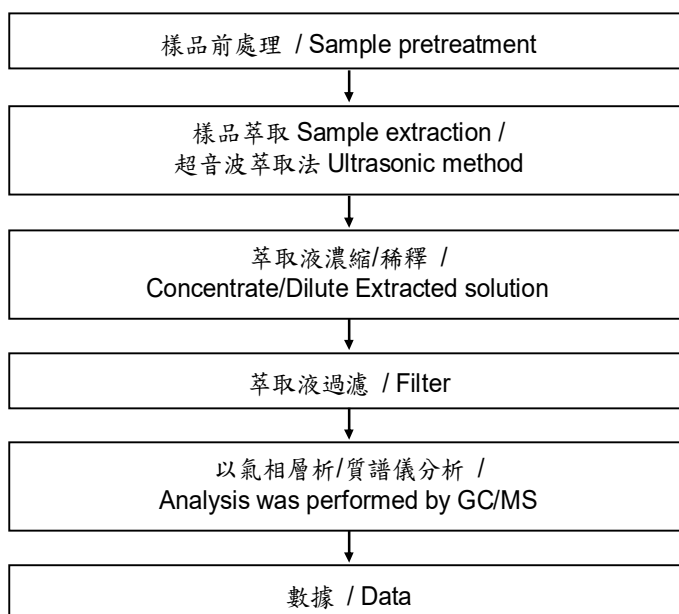 樣品前處理 / Sample pretreatment
樣品萃取 Sample extraction /
超音波萃取法 Ultrasonic method
萃取液濃縮/稀釋 /
Concentrate/Dilute Extracted solution
萃取液過濾 / Filter
以氣相層析/質譜儀分析 /
Analysis was performed by GC/MS
數據 / Data